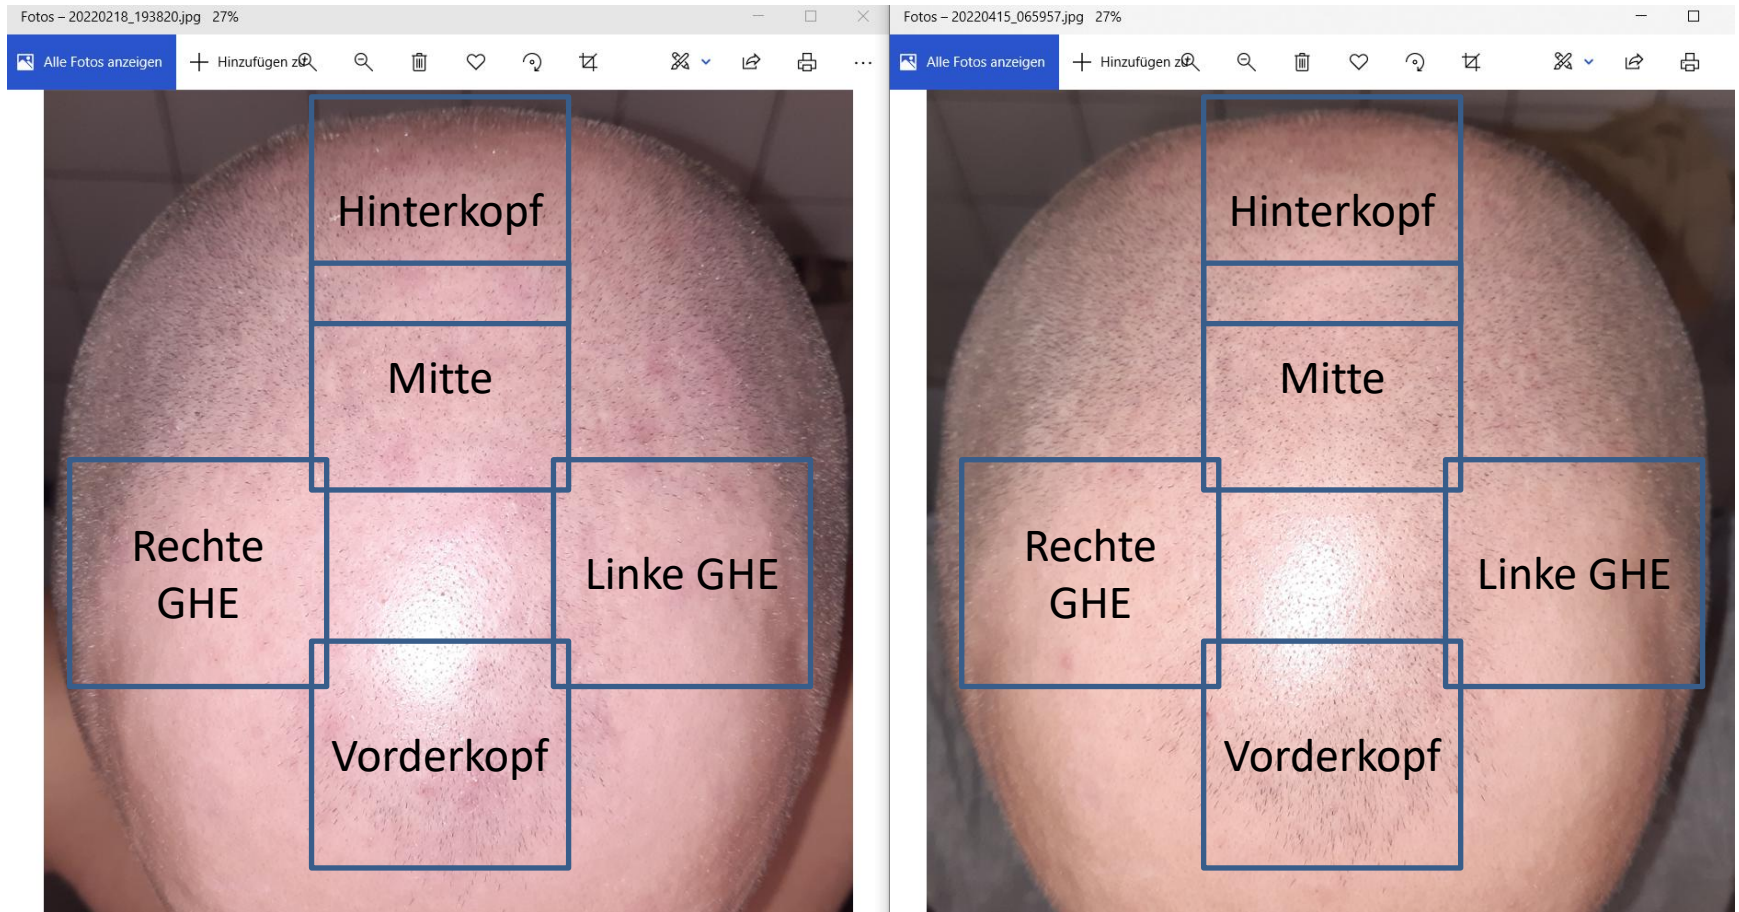 Fotos – 20220218_193820.jpg   27%
Alle Fotos anzeigen
Hinzufügen zu
Hinterkopf
Mitte
Rechte
GHE
Linke GHE
Vorderkopf
Fotos – 20220415_065957.jpg   27%
Alle Fotos anzeigen
Hinzufügen zu
Hinterkopf
Mitte
Rechte
GHE
Linke GHE
Vorderkopf